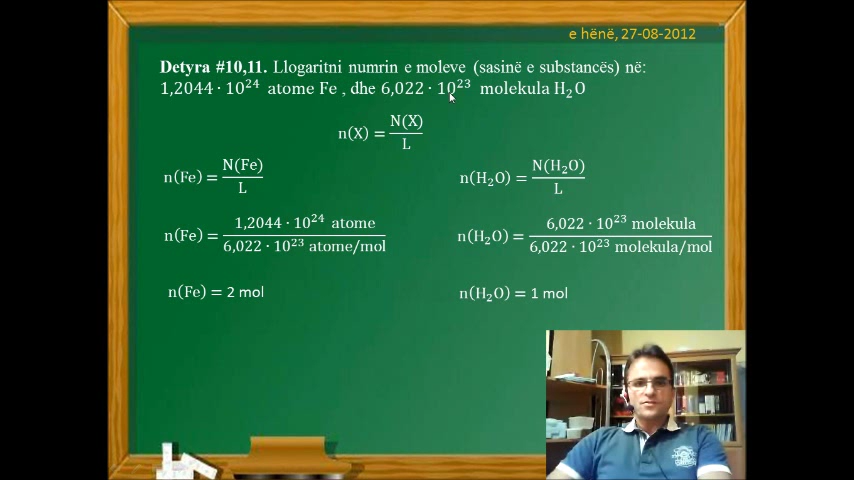 e hënë, 27-08-2012
Detyra #10,11. Llogaritni numrin e moleve (sasinë e substancës) në:
1,2044 · 10²⁴ atome Fe , dhe 6,022 · 10²³ molekula H₂O
n(X) = N(X)/L
n(Fe) = N(Fe)/L
n(H₂O) = N(H₂O)/L
n(Fe) = 1,2044 · 10²⁴ atome/6,022 · 10²³ atome/mol
n(H₂O) = 6,022 · 10²³ molekula/6,022 · 10²³ molekula/mol
n(Fe) = 2 mol
n(H₂O) = 1 mol